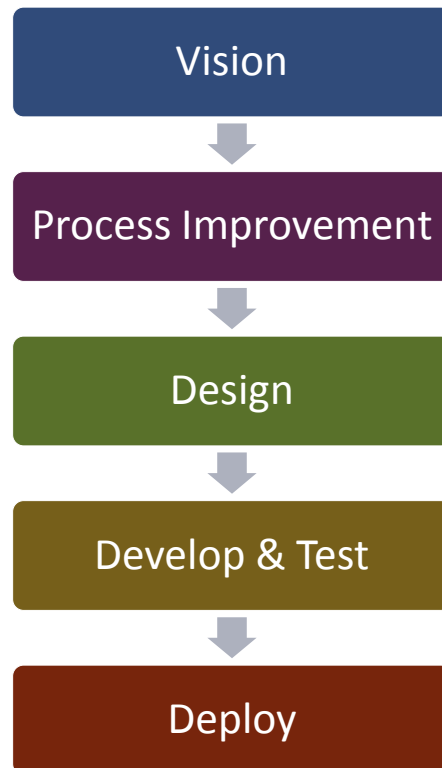 Vision
Process Improvement
Design
Develop & Test
Deploy